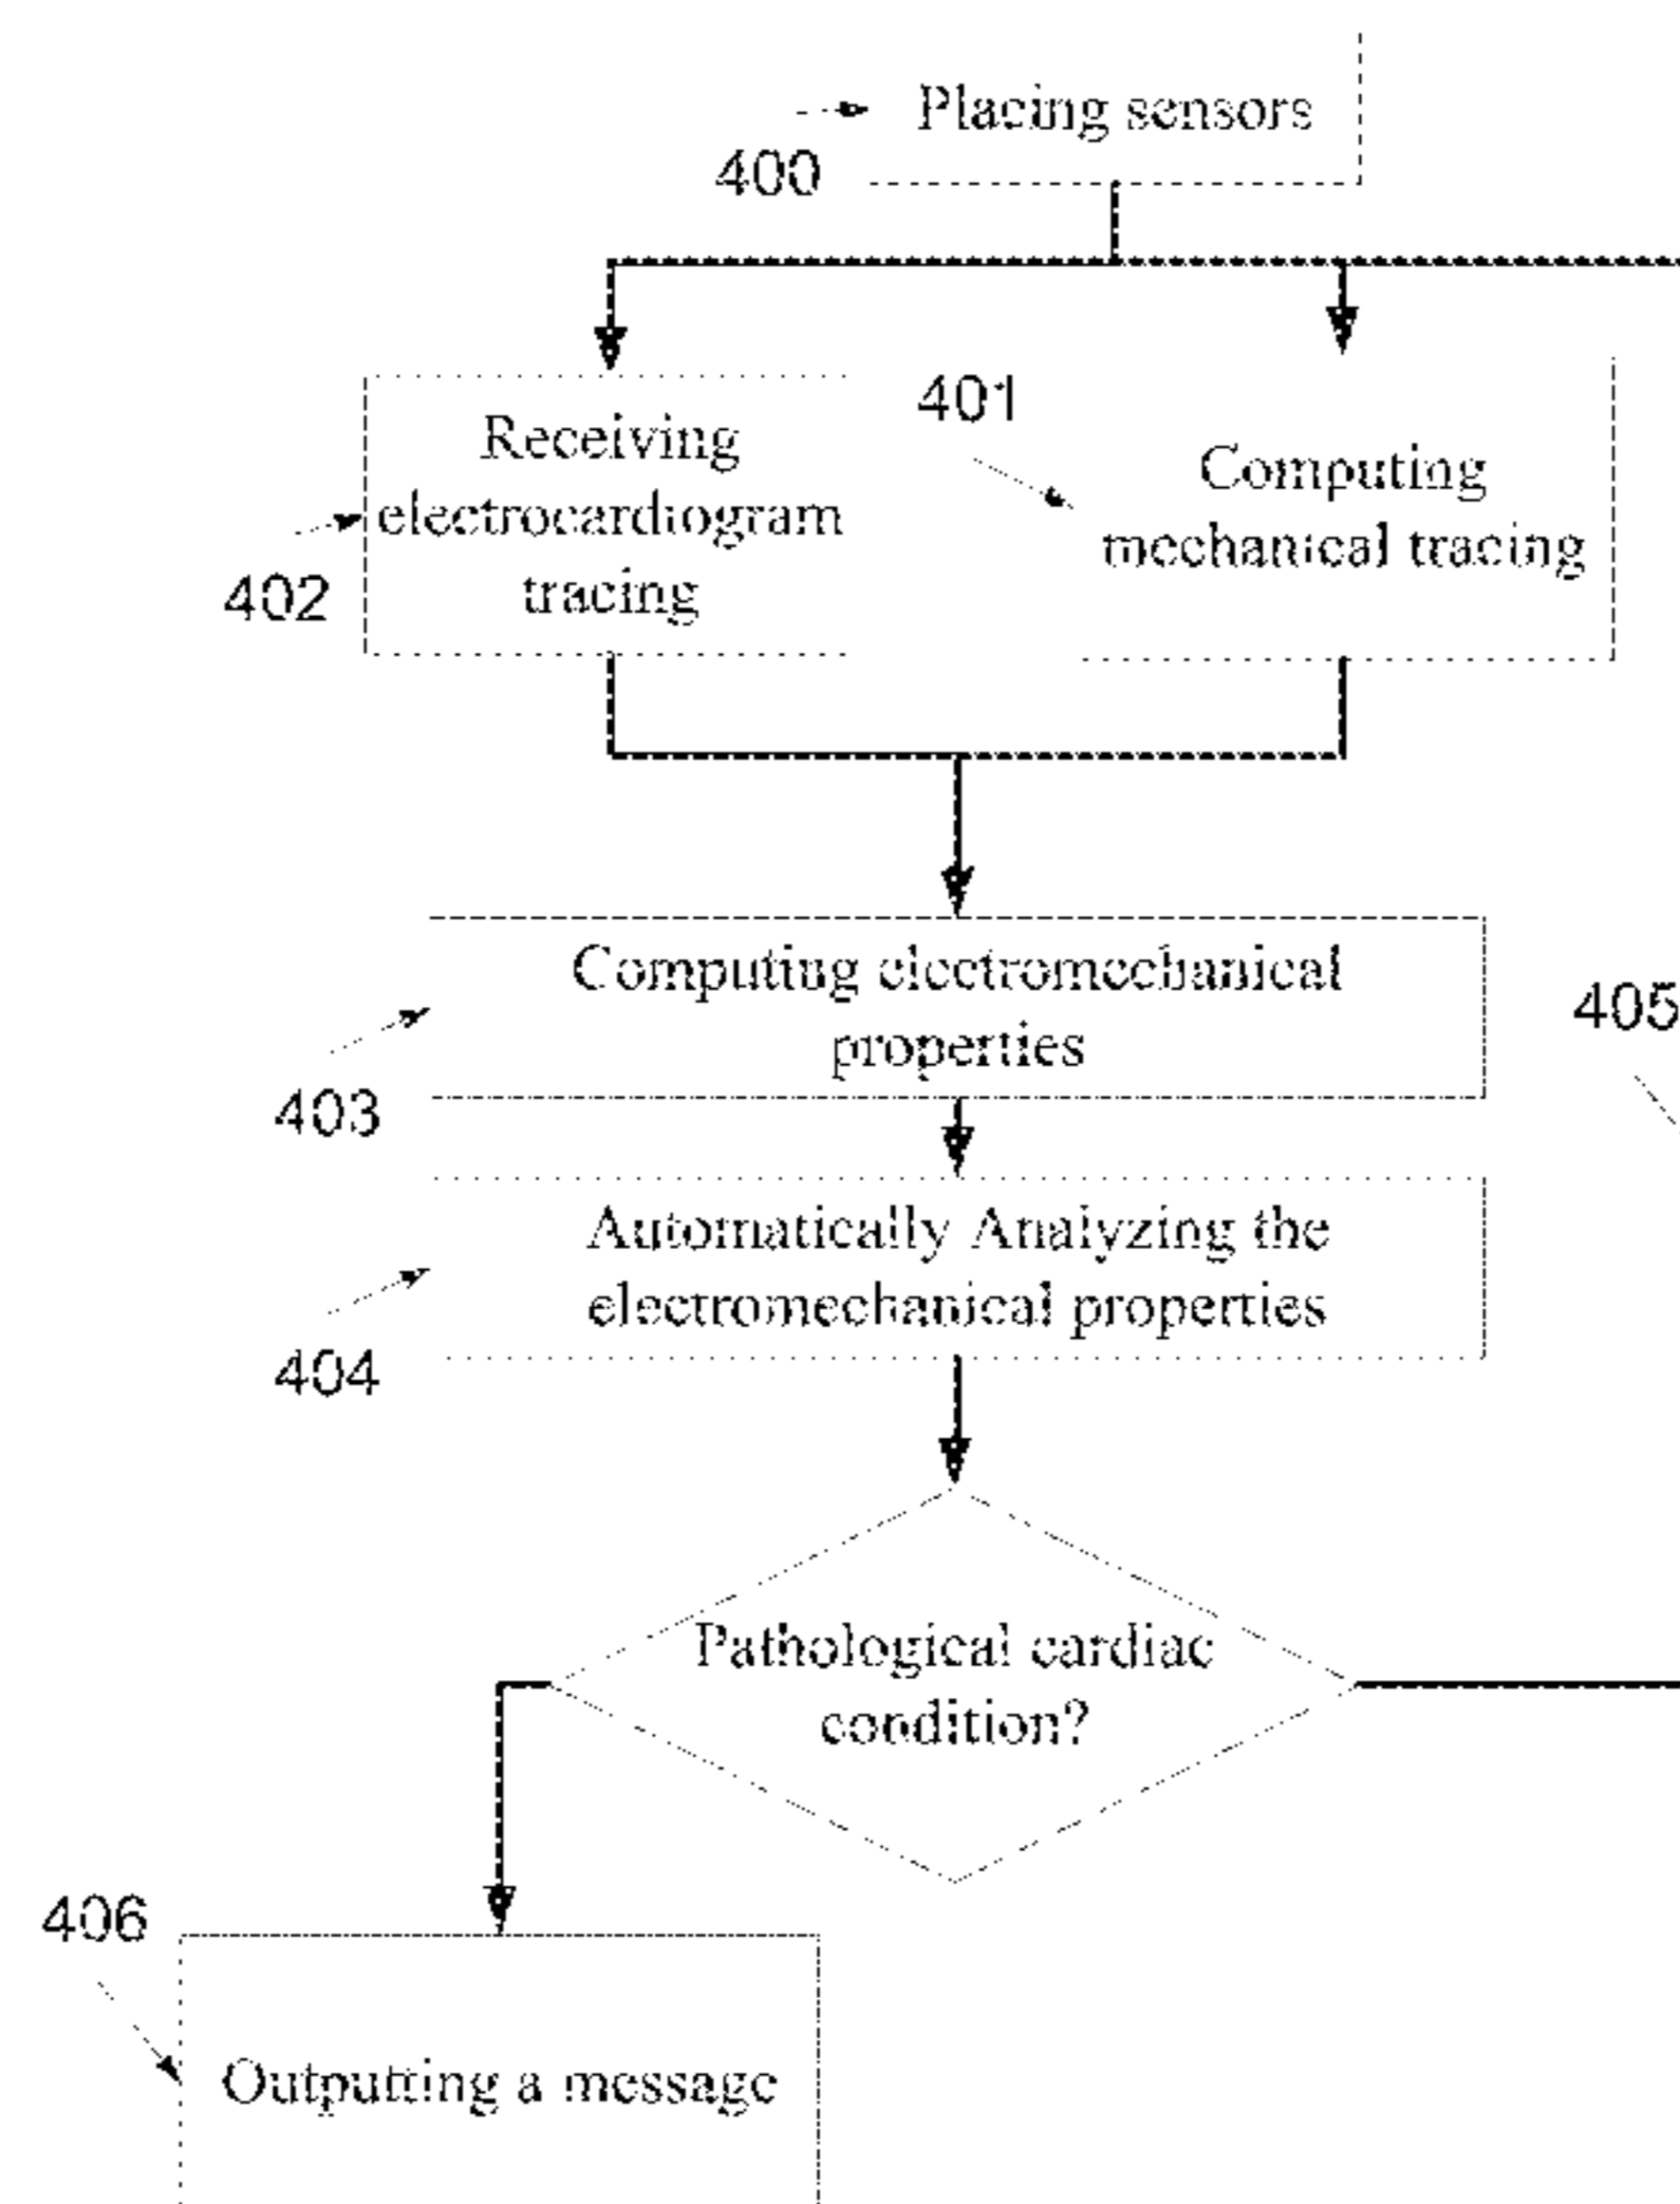 Placing sensors
400
Receiving
electrocardiogram
tracing
402
401
Computing
mechanical tracing
Computing electromechanical
properties
403
405
Automatically Analyzing the
electromechanical properties
404
Pathological cardiac
condition?
406
Outputting a message